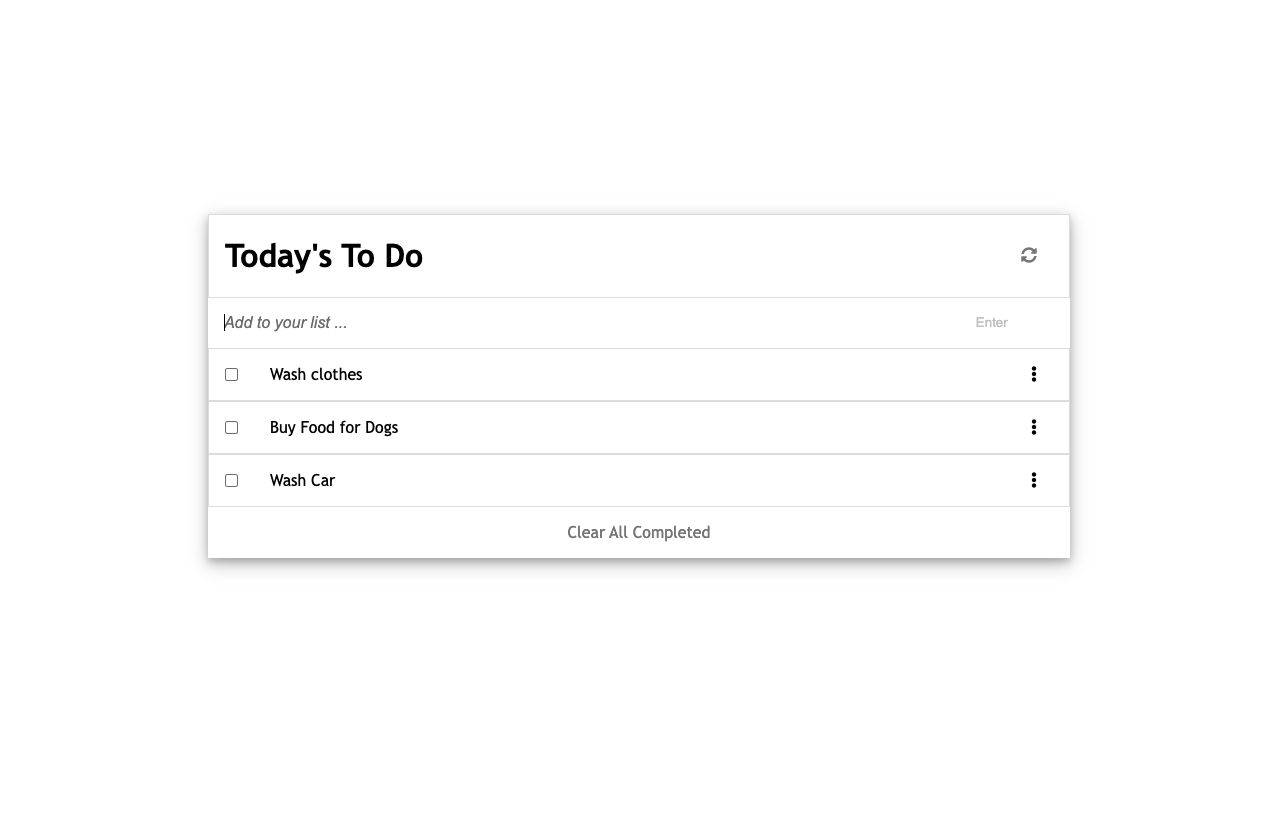 Today's To Do
Add to your list ...
Enter
Wash clothes
Buy Food for Dogs
Wash Car
Clear All Completed